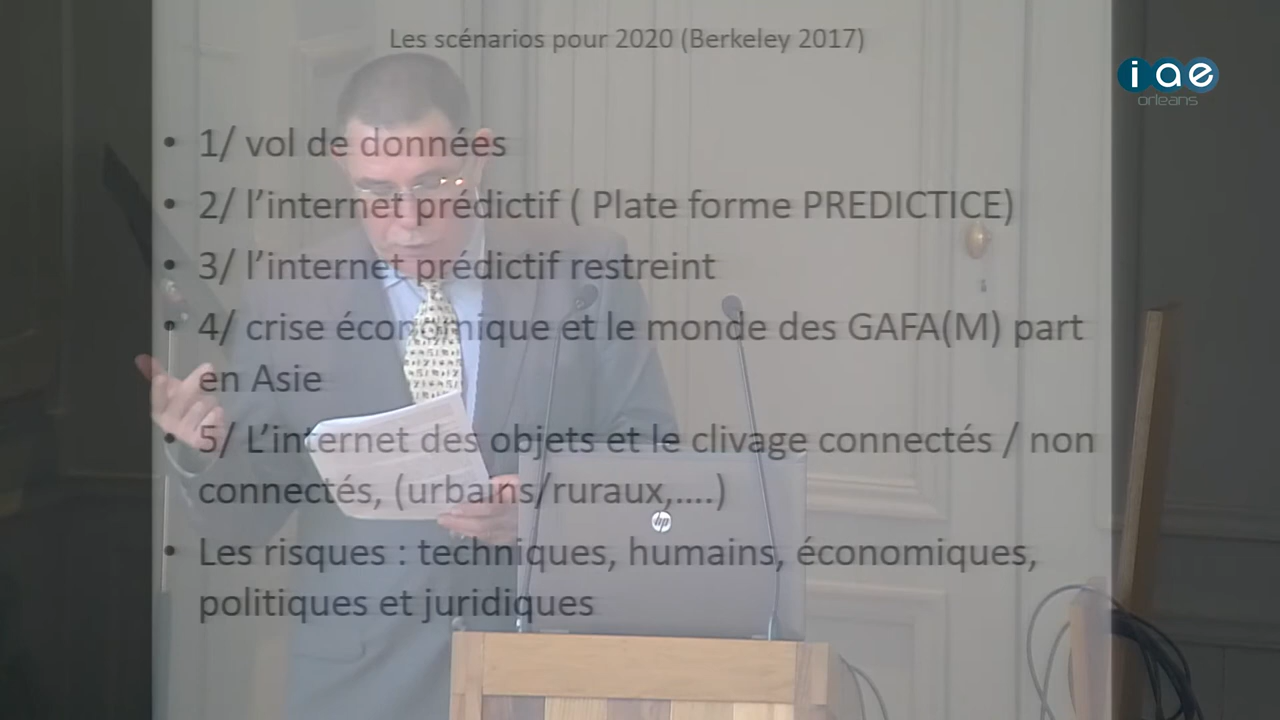 Les scénarios pour 2020 (Berkeley 2017)
iae
orleans
• 1/ vol de données
• 2/ l'internet prédictif ( Plate forme PREDICTICE)
• 3/ l'internet prédictif restreint
• 4/ crise économique et le monde des GAFA(M) part
en Asie
• 5/ L'internet des objets et le clivage connectés / non
connectés, (urbains/ruraux,....)
hp
• Les risques : techniques, humains, économiques,
politiques et juridiques